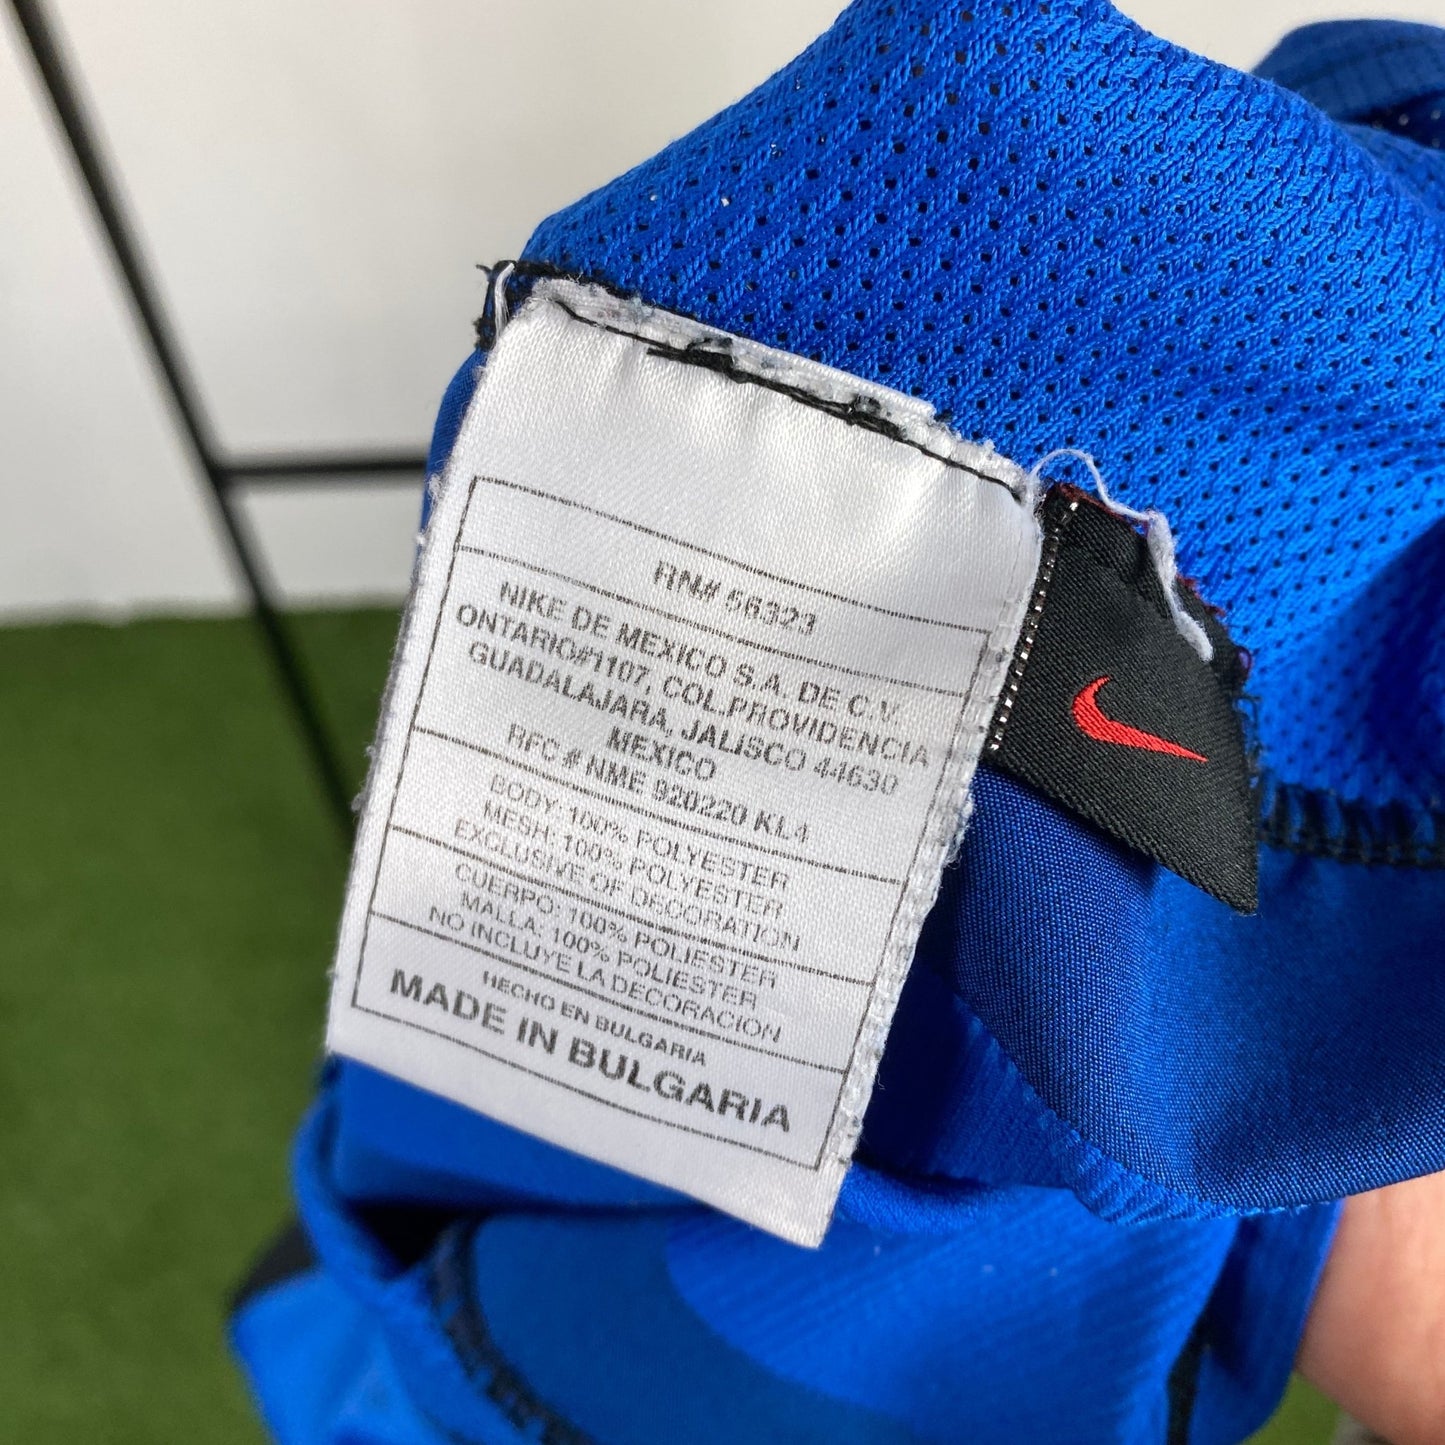 RN# 56323
NIKE DE MEXICO S.A. DE C.V.
ONTARIO#1107, COL.PROVIDENCIA
GUADALAJARA, JALISCO 44630
MEXICO
RFC # NME 920220 KL4
BODY: 100% POLYESTER
MESH: 100% POLYESTER
EXCLUSIVE OF DECORATION
CUERPO: 100% POLIESTER
MALLA: 100% POLIESTER
NO INCLUYE LA DECORACION
HECHO EN BULGARIA
MADE IN BULGARIA